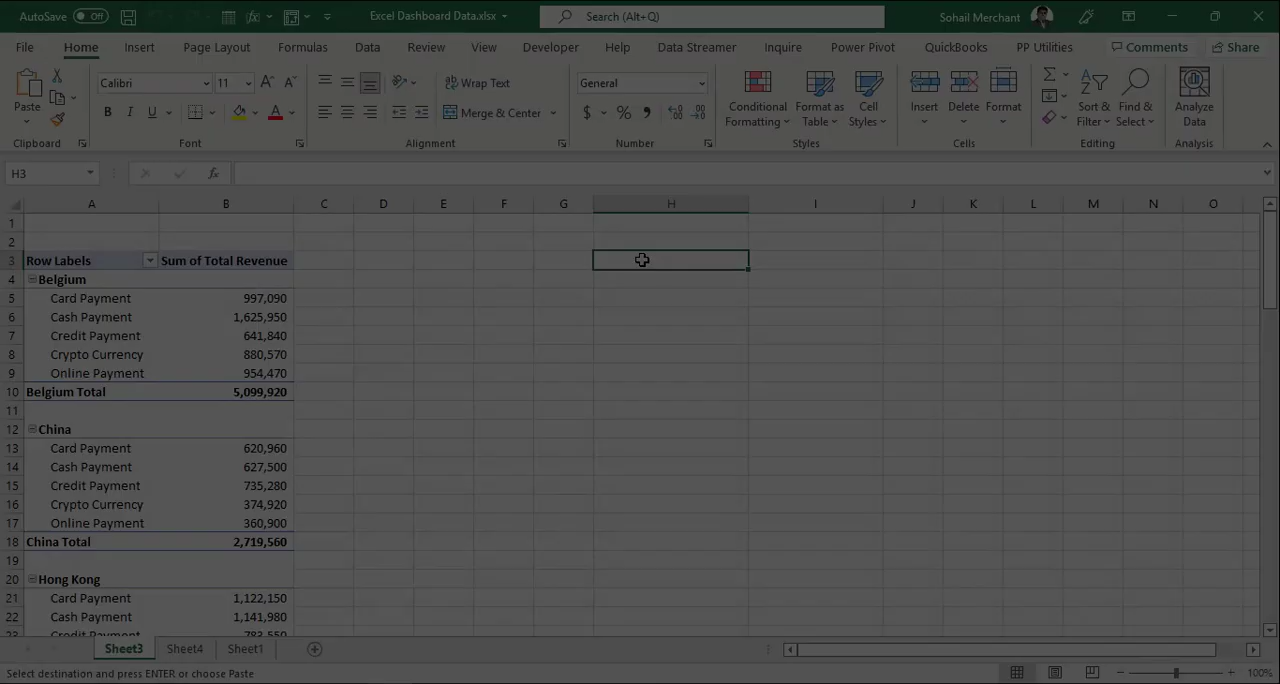 AutoSave Off Excel Dashboard Data.xlsx Search (Alt+Q) Sohail Merchant
File Home Insert Page Layout Formulas Data Review View Developer Help Data Streamer Inquire Power Pivot QuickBooks PP Utilities Comments Share
Paste
Calibri 11
B I U
Wrap Text
Merge & Center
General
$ % ,
Conditional Formatting
Format as Table
Cell Styles
Insert
Delete
Format
Sort & Filter
Find & Select
Analyze Data
Clipboard Font Alignment Number Styles Cells Editing Analysis
H3 fx
A B C D E F G H I J K L M N O
1
2
3 Row Labels Sum of Total Revenue
4 Belgium
5 Card Payment 997,090
6 Cash Payment 1,625,950
7 Credit Payment 641,840
8 Crypto Currency 880,570
9 Online Payment 954,470
10 Belgium Total 5,099,920
11
12 China
13 Card Payment 620,960
14 Cash Payment 627,500
15 Credit Payment 735,280
16 Crypto Currency 374,920
17 Online Payment 360,900
18 China Total 2,719,560
19
20 Hong Kong
21 Card Payment 1,122,150
22 Cash Payment 1,141,980
23 Credit Payment 783,550
Sheet3 Sheet4 Sheet1
Select destination and press ENTER or choose Paste 100%